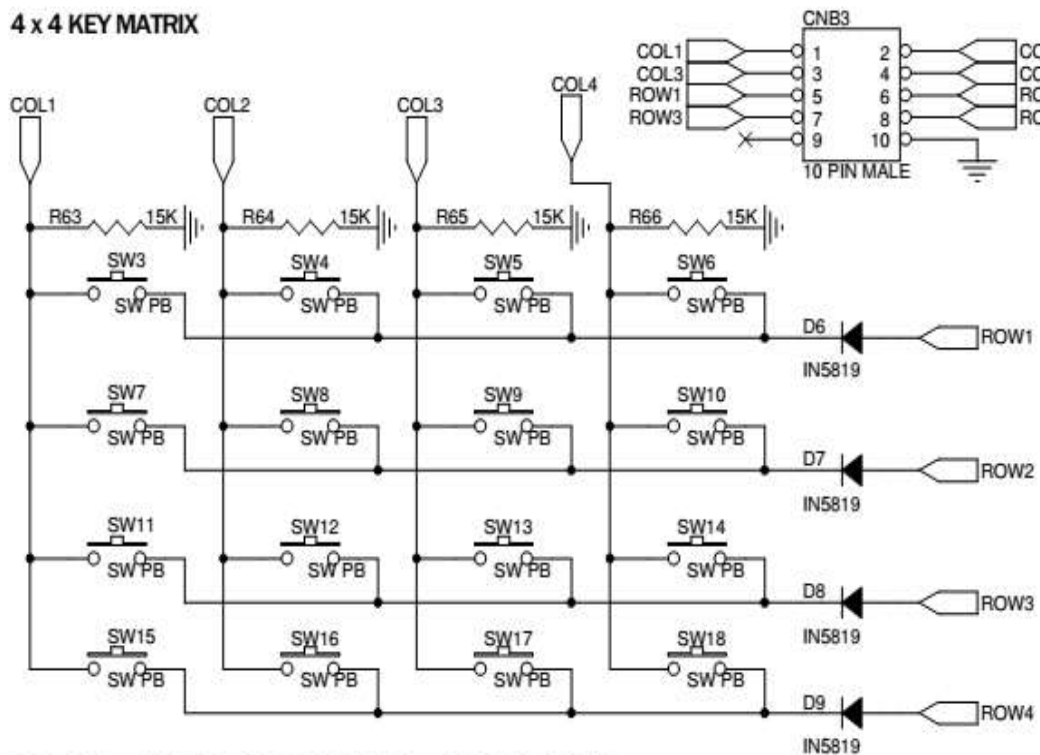 4 x 4 KEY MATRIX
CNB3
COL1 1 2
COL3 3 4
ROW1 5 6
ROW3 7 8
9 10
10 PIN MALE
COL1 COL2 COL3 COL4
R63 15K R64 15K R65 15K R66 15K
SW3 SW4 SW5 SW6
SW PB SW PB SW PB SW PB
D6 ROW1
IN5819
SW7 SW8 SW9 SW10
SW PB SW PB SW PB SW PB
D7 ROW2
IN5819
SW11 SW12 SW13 SW14
SW PB SW PB SW PB SW PB
D8 ROW3
IN5819
SW15 SW16 SW17 SW18
SW PB SW PB SW PB SW PB
D9 ROW4
IN5819